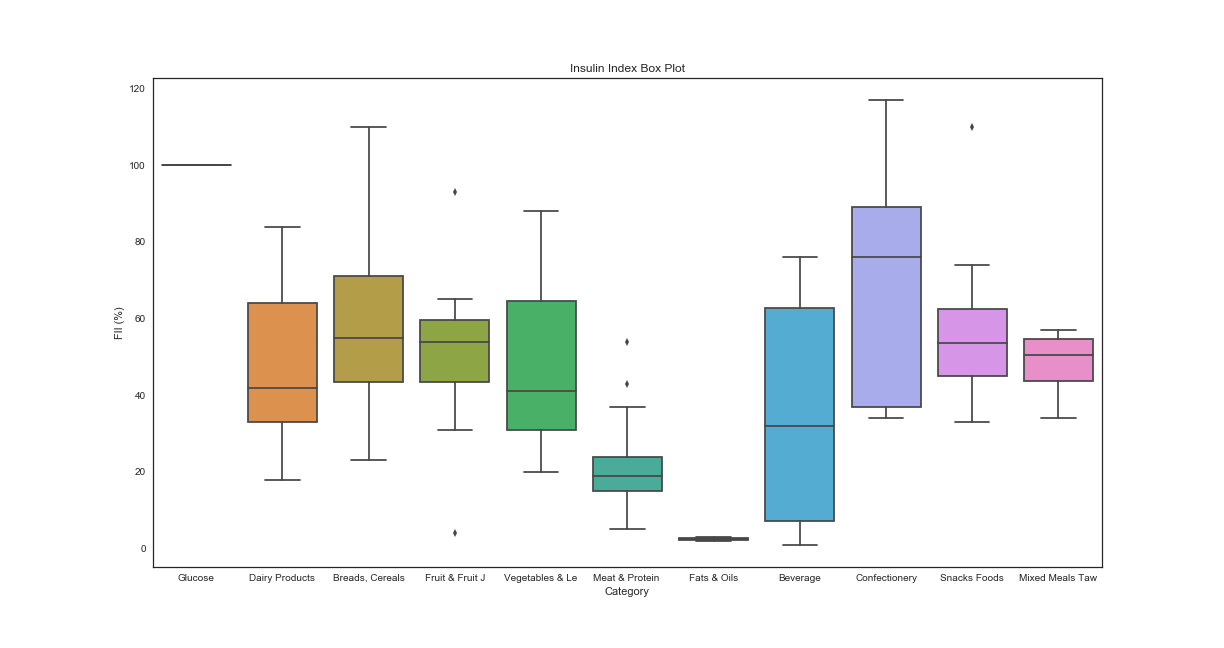 Insulin Index Box Plot
120
100
80
60
40
20
0
FII (%)
Glucose
Dairy Products
Breads, Cereals
Fruit & Fruit J
Vegetables & Le
Meat & Protein
Fats & Oils
Beverage
Confectionery
Snacks Foods
Mixed Meals Taw
Category